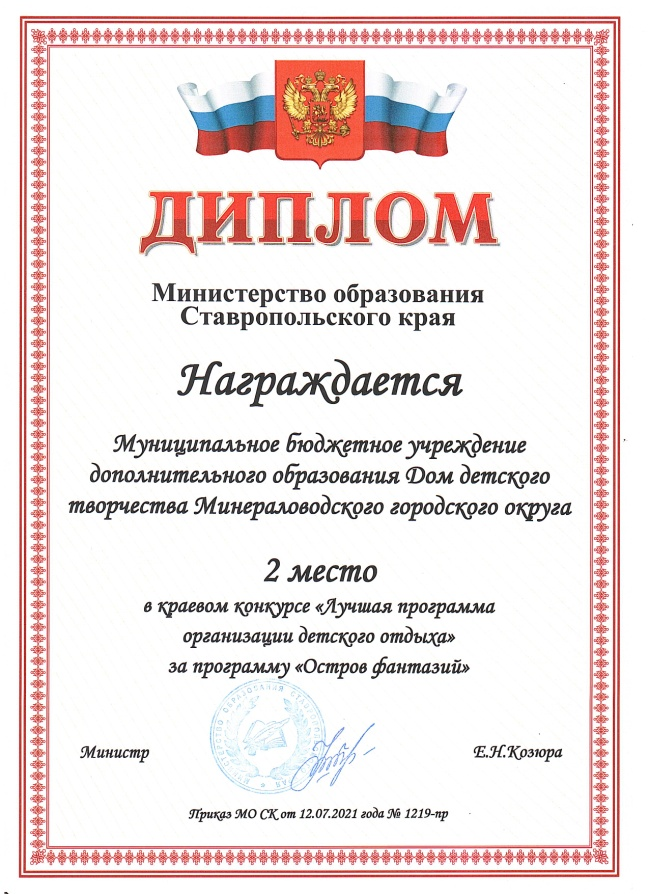 ДИПЛОМ
Министерство образования
Ставропольского края
Награждается
Муниципальное бюджетное учреждение
дополнительного образования Дом детского
творчества Минераловодского городского округа
2 место
в краевом конкурсе «Лучшая программа
организации детского отдыха»
за программу «Остров фантазий»
МИНИСТЕРСТВО ОБРАЗОВАНИЯ
Министр
Е.Н.Козюра
Приказ МО СК от 12.07.2021 года № 1219-пр